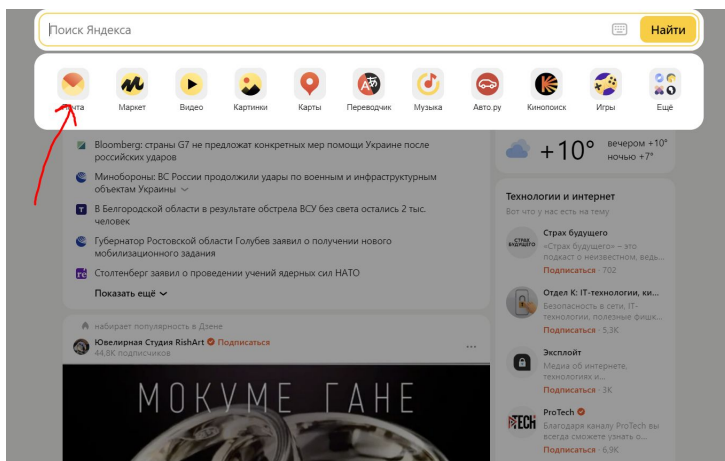 Поиск Яндекса
Найти
Почта Маркет Видео Картинки Карты Переводчик Музыка Авто.ру Кинопоиск Игры Ещё
Bloomberg: страны G7 не предложат конкретных мер помощи Украине после
российских ударов
Минобороны: ВС России продолжили удары по военным и инфраструктурным
объектам Украины
В Белгородской области в результате обстрела ВСУ без света остались 2 тыс.
человек
Губернатор Ростовской области Голубев заявил о получении нового
мобилизационного задания
Столтенберг заявил о проведении учений ядерных сил НАТО
Показать ещё
набирает популярность в Дзене
Ювелирная Студия RishArt Подписаться
44,8K подписчиков
МОКУМЕ ГАНЕ
+10°
вечером +10°
ночью +7°
Технологии и интернет
Вот что у нас есть на тему
СТРАХ
БУДУЩЕГО
Страх будущего
«Страх будущего» – это
подкаст о неизвестном, ведь...
Подписаться · 702
Отдел К: IT-технологии, ки...
Безопасность в сети, IT-
технологии, полезные фишк...
Подписаться · 5,3K
Эксплойт
Медиа об интернете,
технологиях и...
Подписаться · 3K
PROTECH
ProTech
Благодаря каналу ProTech вы
всегда сможете узнать о...
Подписаться · 6,9K